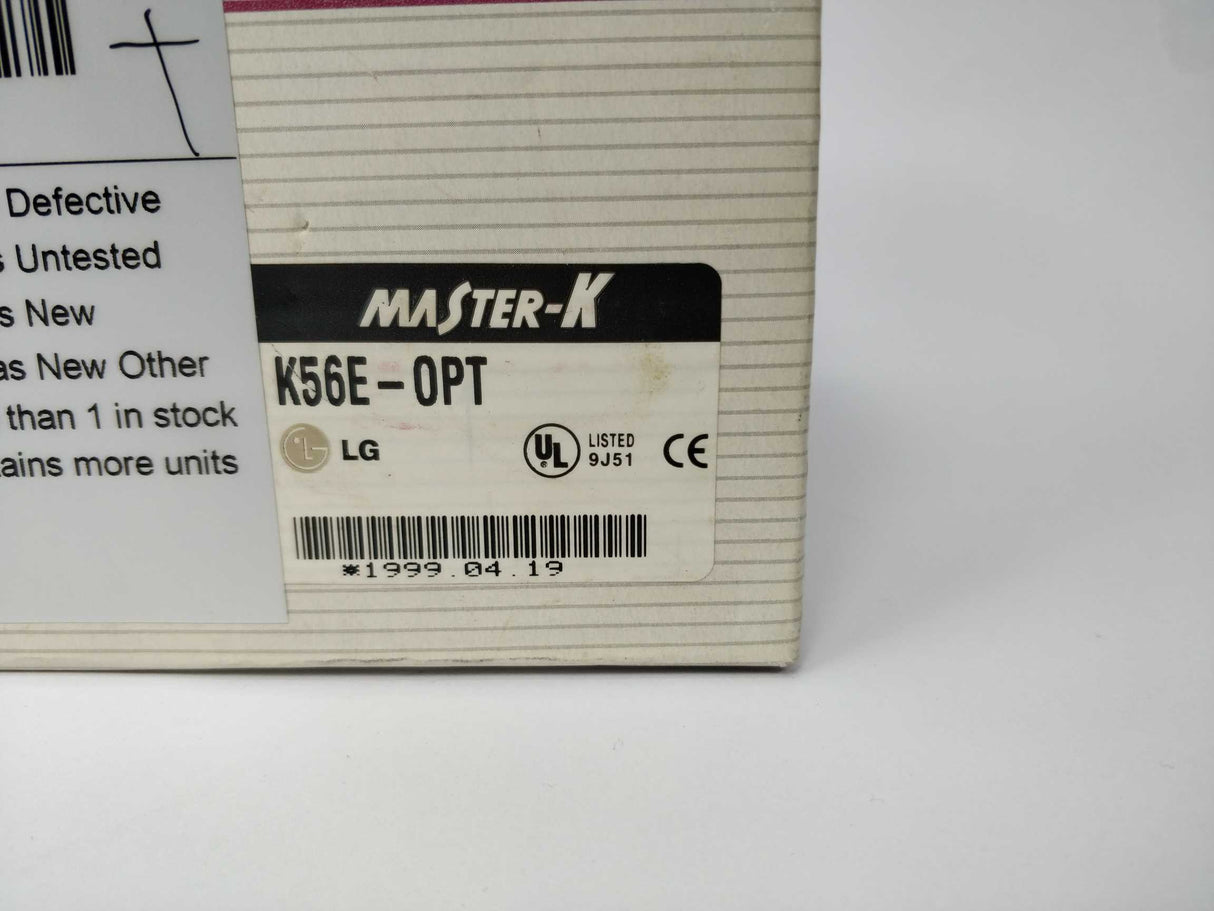 Defective
Untested
New
as New Other
than 1 in stock
more units
MASTER-K
K56E-OPT
LG
UL LISTED
9J51
CE
*1999.04.19